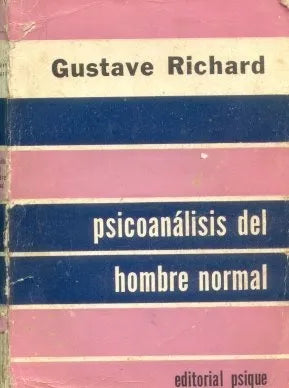 Gustave Richard
psicoanálisis del
hombre normal
editorial psique